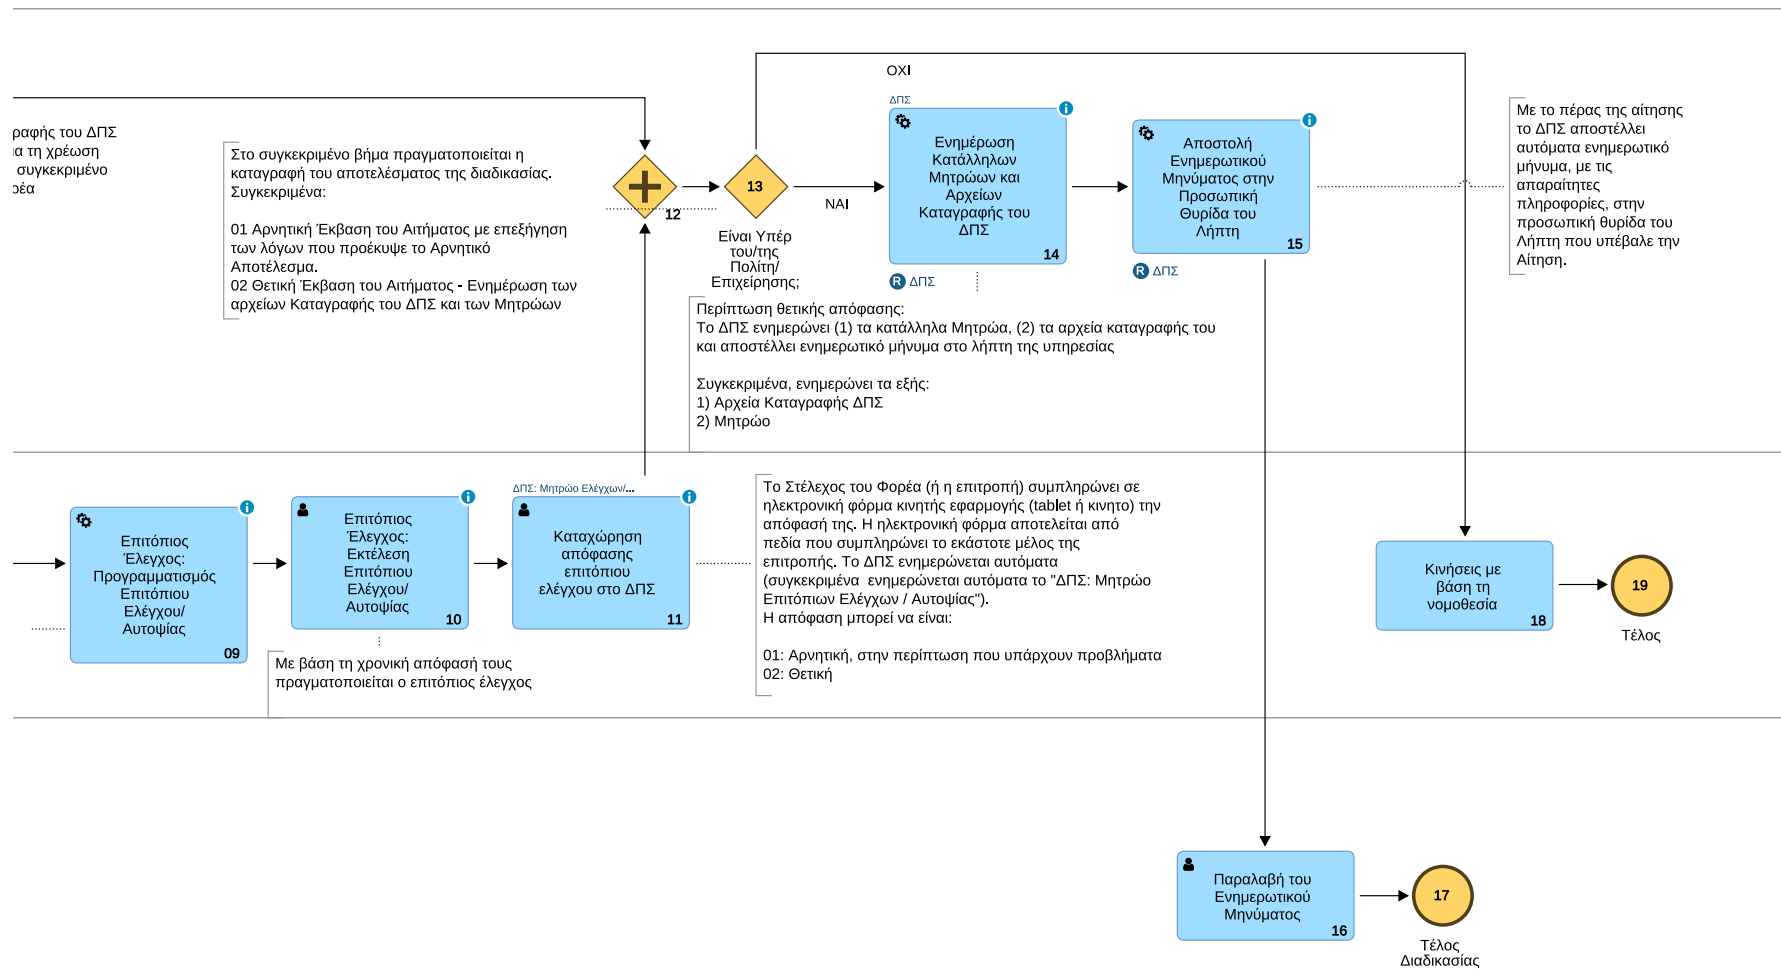 ΟΧΙ
ραφής του ΔΠΣ
τη χρέωση
συγκεκριμένο
Στο συγκεκριμένο βήμα πραγματοποιείται η
καταγραφή του αποτελέσματος της διαδικασίας.
Συγκεκριμένα:
01 Αρνητική Έκβαση του Αιτήματος με επεξήγηση
των λόγων που προέκυψε το Αρνητικό
Αποτέλεσμα.
02 Θετική Έκβαση του Αιτήματος - Ενημέρωση των
αρχείων Καταγραφής του ΔΠΣ και των Μητρώων
12
13
ΝΑΙ
Είναι Υπέρ
του/της
Πολίτη/
Επιχείρησης;
ΔΠΣ
Ενημέρωση
Κατάλληλων
Μητρώων και
Αρχείων
Καταγραφής του
ΔΠΣ
14
R ΔΠΣ
Αποστολή
Ενημερωτικού
Μηνύματος στην
Προσωπική
Θυρίδα του
Λήπτη
15
R ΔΠΣ
Με το πέρας της αίτησης
το ΔΠΣ αποστέλλει
αυτόματα ενημερωτικό
μήνυμα, με τις
απαραίτητες
πληροφορίες, στην
προσωπική θυρίδα του
Λήπτη που υπέβαλε την
Αίτηση.
Περίπτωση θετικής απόφασης:
Το ΔΠΣ ενημερώνει (1) τα κατάλληλα Μητρώα, (2) τα αρχεία καταγραφής του
και αποστέλλει ενημερωτικό μήνυμα στο λήπτη της υπηρεσίας
Συγκεκριμένα, ενημερώνει τα εξής:
1) Αρχεία Καταγραφής ΔΠΣ
2) Μητρώο
Επιτόπιος
Έλεγχος:
Προγραμματισμός
Επιτόπιου
Ελέγχου/
Αυτοψίας
09
Επιτόπιος
Έλεγχος:
Εκτέλεση
Επιτόπιου
Ελέγχου/
Αυτοψίας
10
Με βάση τη χρονική απόφασή τους
πραγματοποιείται ο επιτόπιος έλεγχος
ΔΠΣ: Μητρώο Ελέγχων/...
Καταχώρηση
απόφασης
επιτόπιου
ελέγχου στο ΔΠΣ
11
Το Στέλεχος του Φορέα (ή η επιτροπή) συμπληρώνει σε
ηλεκτρονική φόρμα κινητής εφαρμογής (tablet ή κινητο) την
απόφασή της. Η ηλεκτρονική φόρμα αποτελείται από
πεδία που συμπληρώνει το εκάστοτε μέλος της
επιτροπής. Το ΔΠΣ ενημερώνεται αυτόματα
(συγκεκριμένα  ενημερώνεται αυτόματα το "ΔΠΣ: Μητρώο
Επιτόπιων Ελέγχων / Αυτοψίας").
Η απόφαση μπορεί να είναι:
01: Αρνητική, στην περίπτωση που υπάρχουν προβλήματα
02: Θετική
Κινήσεις με
βάση τη
νομοθεσία
18
19
Τέλος
Παραλαβή του
Ενημερωτικού
Μηνύματος
16
17
Τέλος
Διαδικασίας